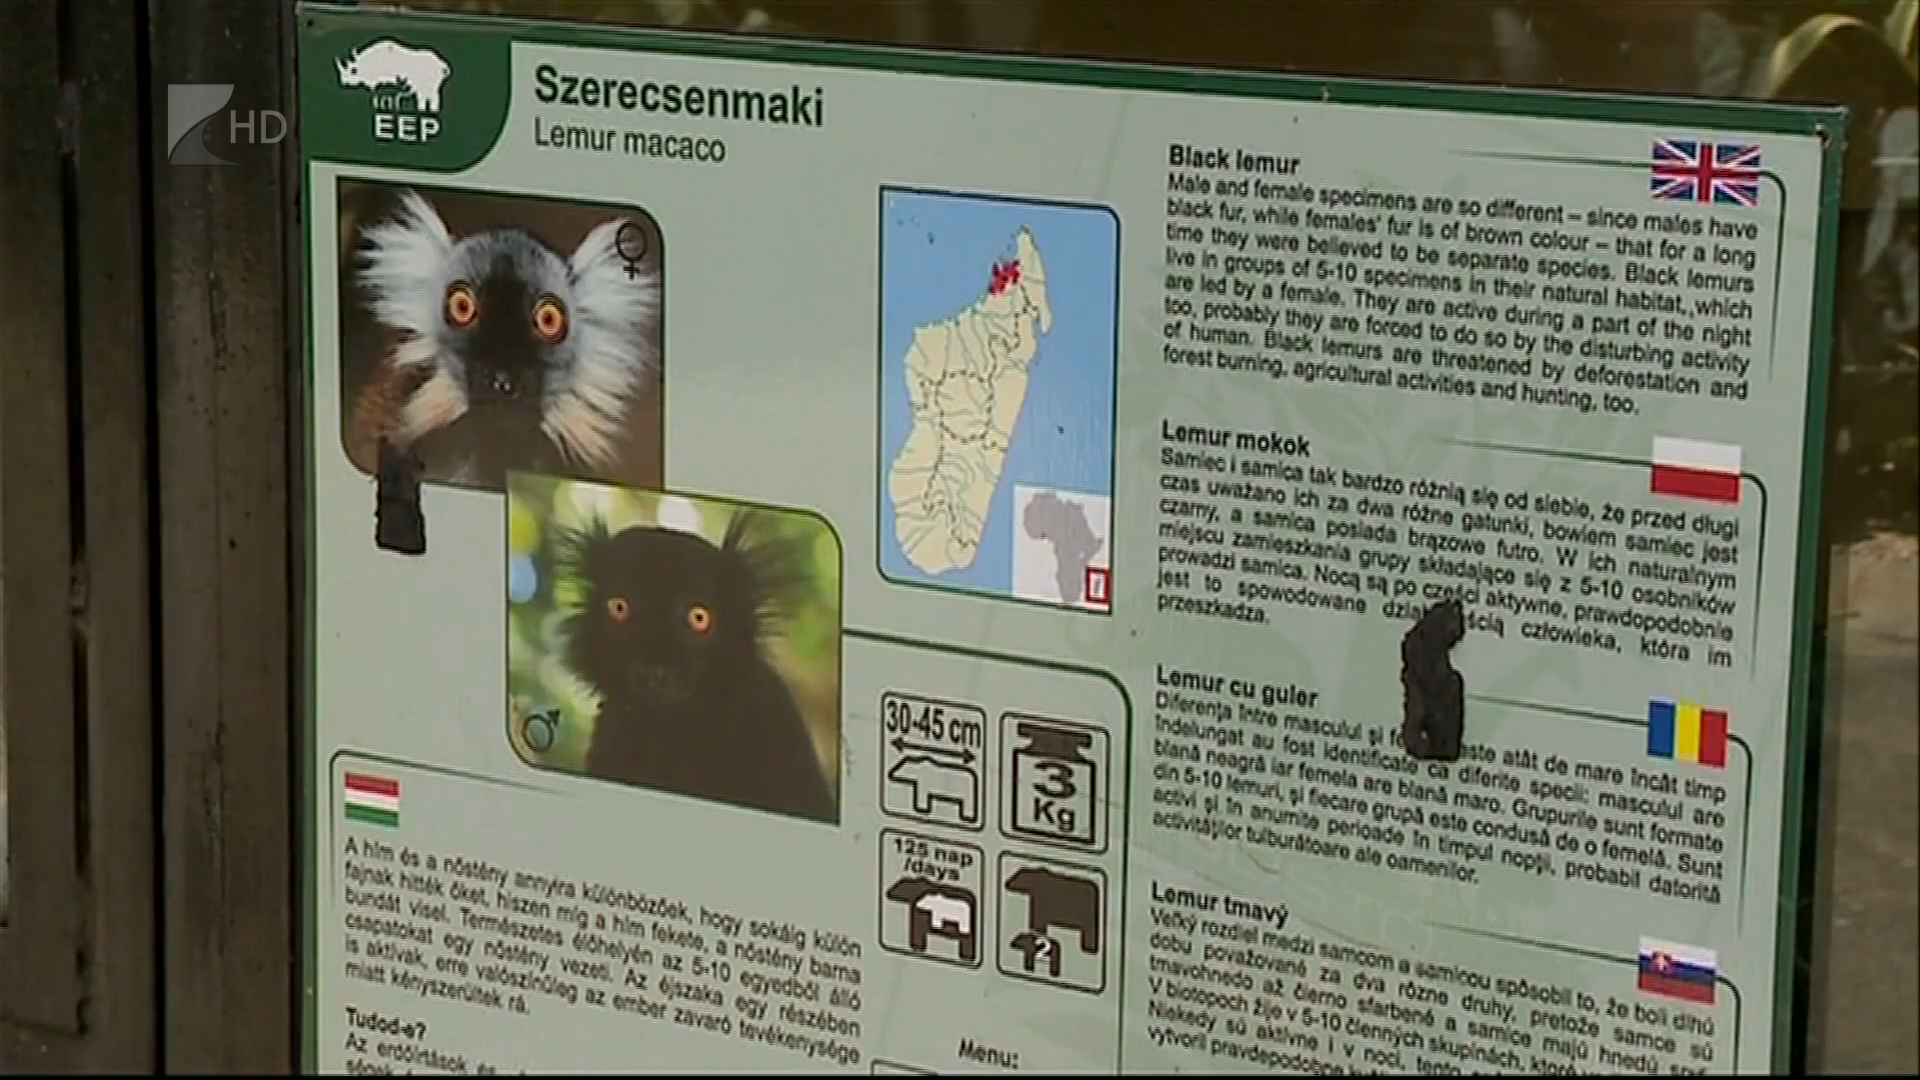 HD
EEP
Szerecsenmaki
Lemur macaco
Black lemur
Male and female specimens are so different – since males have
black fur, while females' fur is of brown colour – that for a long
time they were believed to be separate species. Black lemurs
live in groups of 5-10 specimens in their natural habitat, which
are led by a female. They are active during a part of the night
too, probably they are forced to do so by the disturbing activity
of human. Black lemurs are threatened by deforestation and
forest burning, agricultural activities and hunting, too.
Lemur mokok
Samiec i samica tak bardzo różnią się od siebie, że przed długi
czas uważano ich za dwa różne gatunki, bowiem samiec jest
czarny, a samica posiada brązowe futro. W ich naturalnym
miejscu zamieszkania grupy składające się z 5-10 osobników
prowadzi samica. Nocą są po części aktywne, prawdopodobnie
jest to spowodowane człowieka, która im
przeszkadza.
Lemur cu guler
Diferența între masculul și este atât de mare încât timp
îndelungat au fost identificate ca diferite specii: masculul are
blană neagră iar femela are blană maro. Grupurile sunt formate
din 5-10 lemuri, și fiecare grupă este condusă de o femelă. Sunt
activi și în anumite perioade în timpul nopții, probabil datorită
activităților tulburătoare ale oamenilor.
Lemur tmavý
Veľký rozdiel medzi samcom a samicou spôsobil to, že boli dlhú
dobu považované za dva rôzne druhy, pretože samce sú
tmavohnedo až čierno sfarbené a samice majú hnedú srsť.
V biotopoch žije v 5-10 členných skupinách, ktoré
Niekedy sú aktívne i v noci, tento
vytvoril pravdepodobne
30-45 cm
3
Kg
125 nap
/days
2
A hím és a nőstény annyira különbözőek, hogy sokáig külön
fajnak hitték őket, hiszen míg a hím fekete, a nőstény barna
bundát visel. Természetes élőhelyén az 5-10 egyedből álló
csapatokat egy nőstény vezeti. Az éjszaka egy részében
is aktívak, erre valószínűleg az ember zavaró tevékenysége
miatt kényszerültek rá.
Tudod-e?
Az erdőirtások és
Menu: